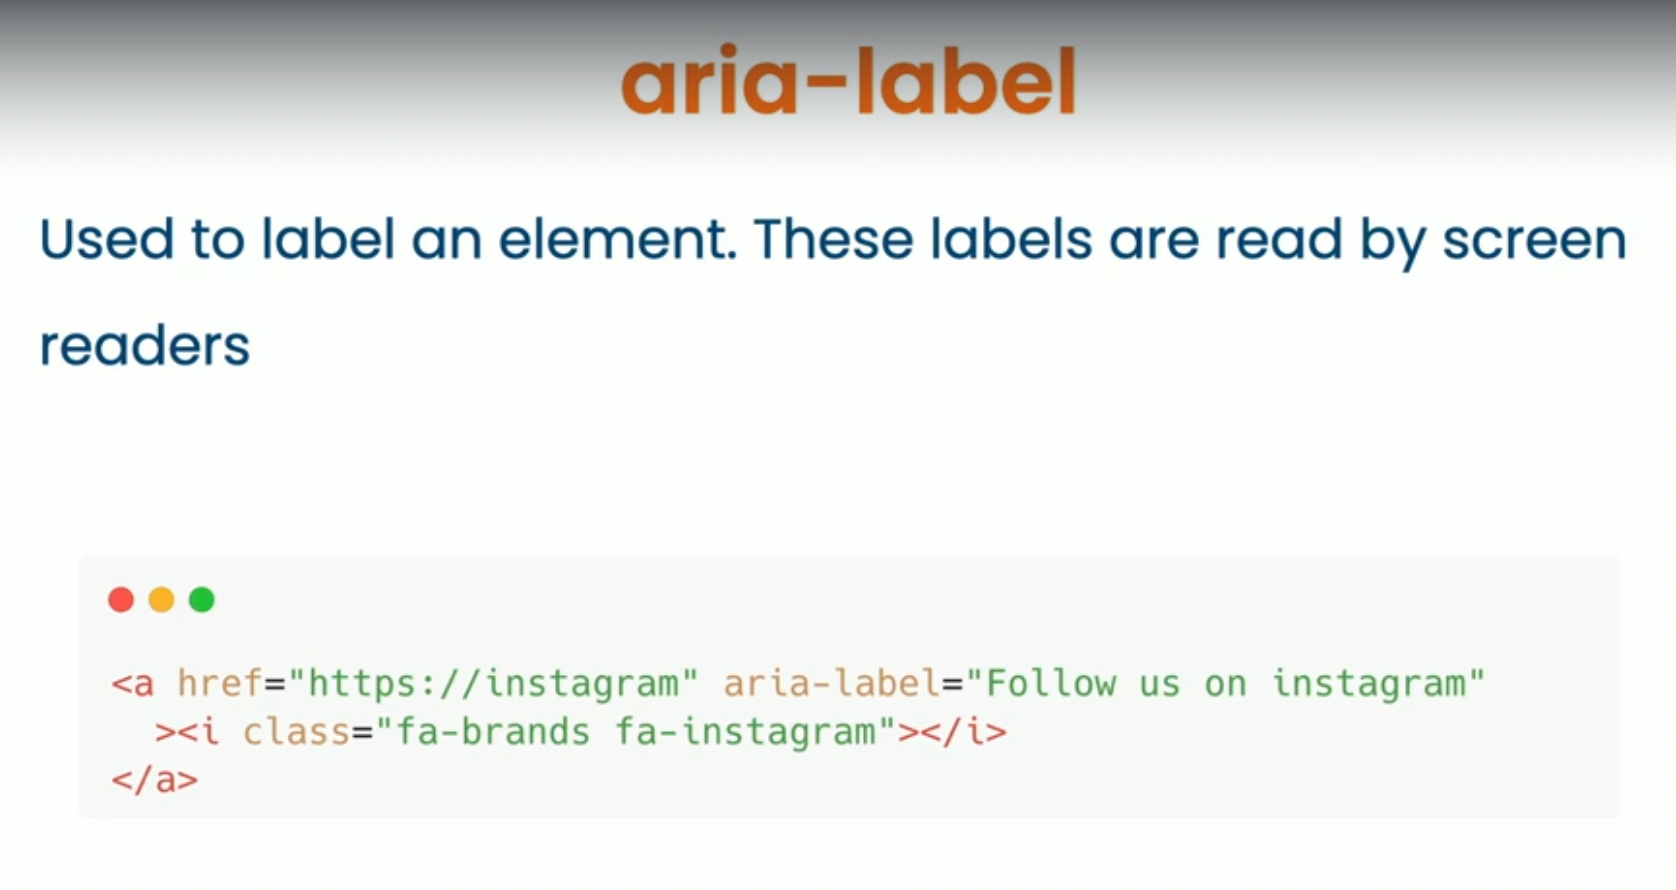 aria-label
Used to label an element. These labels are read by screen
readers
<a href="https://instagram" aria-label="Follow us on instagram"
><i class="fa-brands fa-instagram"></i>
</a>